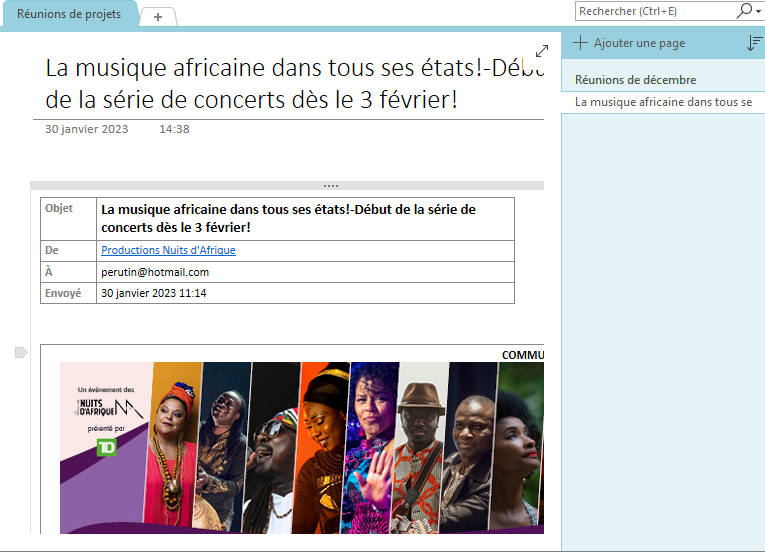 Réunions de projets
+
Rechercher (Ctrl+E)
Ajouter une page
Réunions de décembre
La musique africaine dans tous se
La musique africaine dans tous ses états!-Débu
de la série de concerts dès le 3 février!
30 janvier 2023 14:38
Objet La musique africaine dans tous ses états!-Début de la série de
concerts dès le 3 février!
De Productions Nuits d'Afrique
À perutin@hotmail.com
Envoyé 30 janvier 2023 11:14
COMMU
Un événement des
NUITS
D'AFRIQUE
présenté par
TD